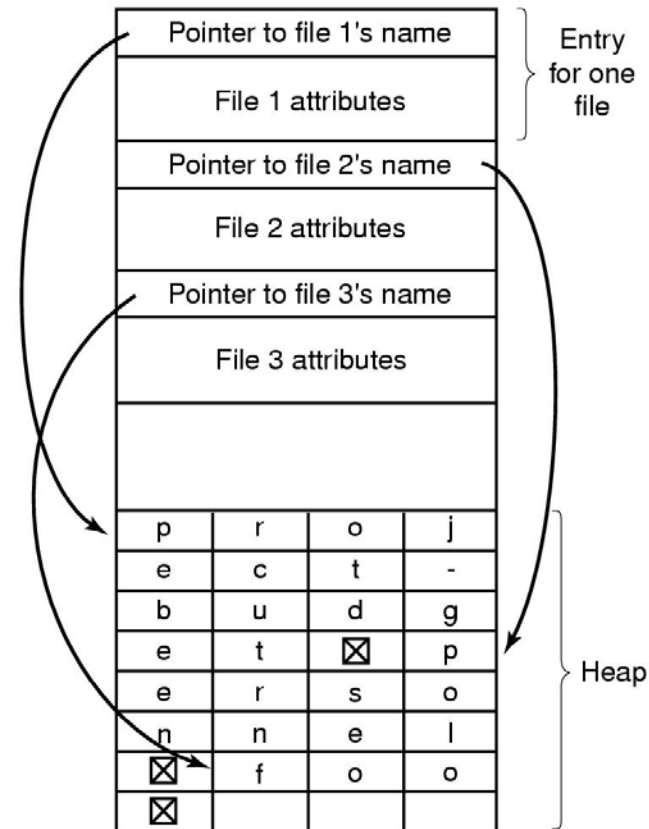 Pointer to file 1's name
File 1 attributes
Entry
for one
file
Pointer to file 2's name
File 2 attributes
Pointer to file 3's name
File 3 attributes
p r o j
e c t -
b u d g
e t ☒ p
e r s o
n n e l
☒ f o o
☒
Heap